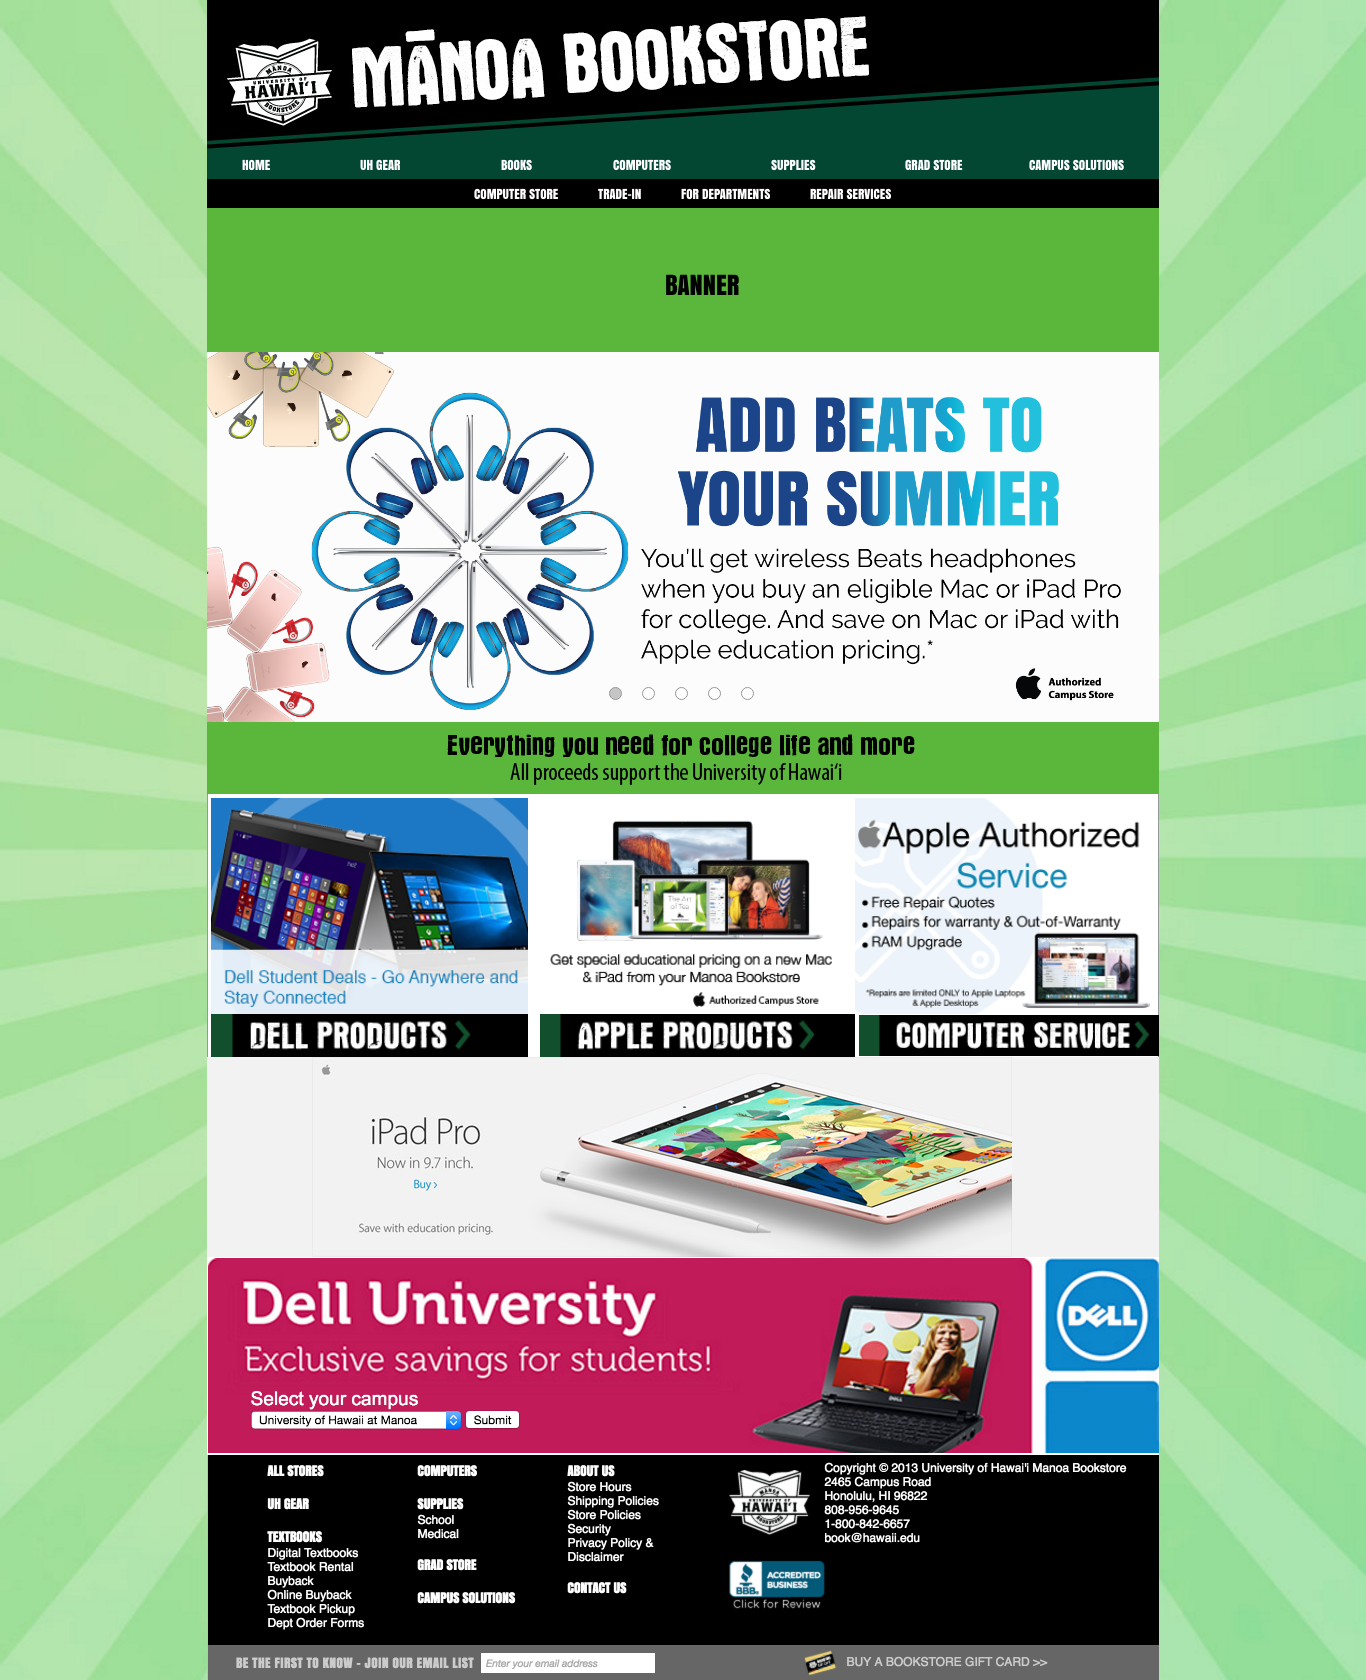 MĀNOA
UNIVERSITY OF
HAWAI'I
BOOKSTORE
MĀNOA BOOKSTORE
HOME
UH GEAR
BOOKS
COMPUTERS
SUPPLIES
GRAD STORE
CAMPUS SOLUTIONS
COMPUTER STORE
TRADE-IN
FOR DEPARTMENTS
REPAIR SERVICES
BANNER
ADD BEATS TO
YOUR SUMMER
You'll get wireless Beats headphones
when you buy an eligible Mac or iPad Pro
for college. And save on Mac or iPad with
Apple education pricing.*
Authorized
Campus Store
Everything you need for college life and more
All proceeds support the University of Hawai‘i
Dell Student Deals - Go Anywhere and
Stay Connected
DELL PRODUCTS
The Art
of Tea
Get special educational pricing on a new Mac
& iPad from your Manoa Bookstore
Authorized Campus Store
APPLE PRODUCTS
Apple Authorized
Service
• Free Repair Quotes
• Repairs for warranty & Out-of-Warranty
• RAM Upgrade
*Repairs are limited ONLY to Apple Laptops
& Apple Desktops
COMPUTER SERVICE
iPad Pro
Now in 9.7 inch.
Buy ›
Save with education pricing.
Dell University
Exclusive savings for students!
Select your campus
University of Hawaii at Manoa
Submit
DELL
DELL
ALL STORES
UH GEAR
TEXTBOOKS
Digital Textbooks
Textbook Rental
Buyback
Online Buyback
Textbook Pickup
Dept Order Forms
COMPUTERS
SUPPLIES
School
Medical
GRAD STORE
CAMPUS SOLUTIONS
ABOUT US
Store Hours
Shipping Policies
Store Policies
Security
Privacy Policy &
Disclaimer
CONTACT US
MĀNOA
UNIVERSITY OF
HAWAI'I
BOOKSTORE
Copyright © 2013 University of Hawai'i Manoa Bookstore
2465 Campus Road
Honolulu, HI 96822
808-956-9645
1-800-842-6657
book@hawaii.edu
BBB
ACCREDITED
BUSINESS
Click for Review
BE THE FIRST TO KNOW - JOIN OUR EMAIL LIST
Enter your email address
BUY A BOOKSTORE GIFT CARD >>